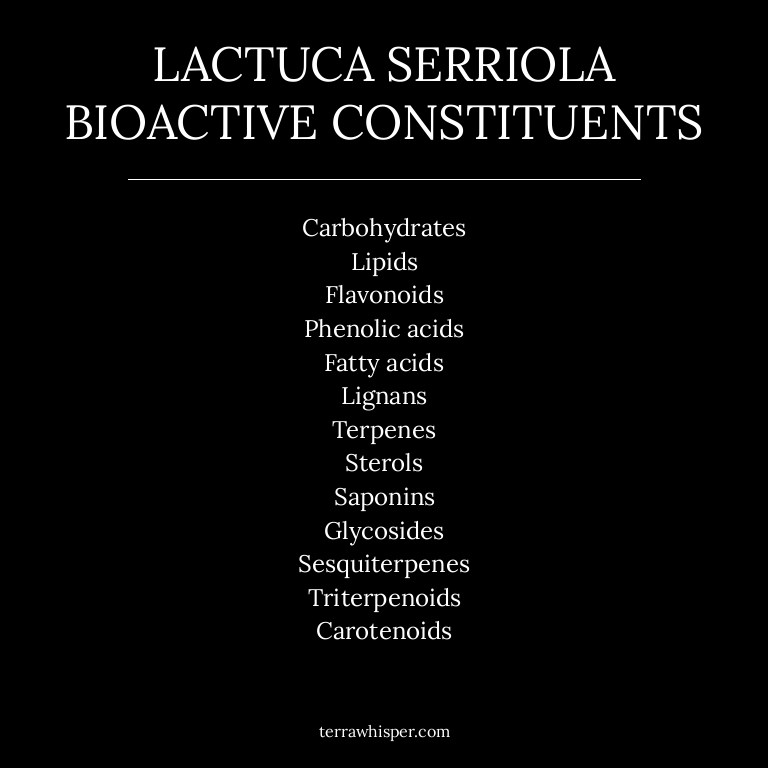 LACTUCA SERRIOLA
BIOACTIVE CONSTITUENTS
Carbohydrates
Lipids
Flavonoids
Phenolic acids
Fatty acids
Lignans
Terpenes
Sterols
Saponins
Glycosides
Sesquiterpenes
Triterpenoids
Carotenoids
terrawhisper.com